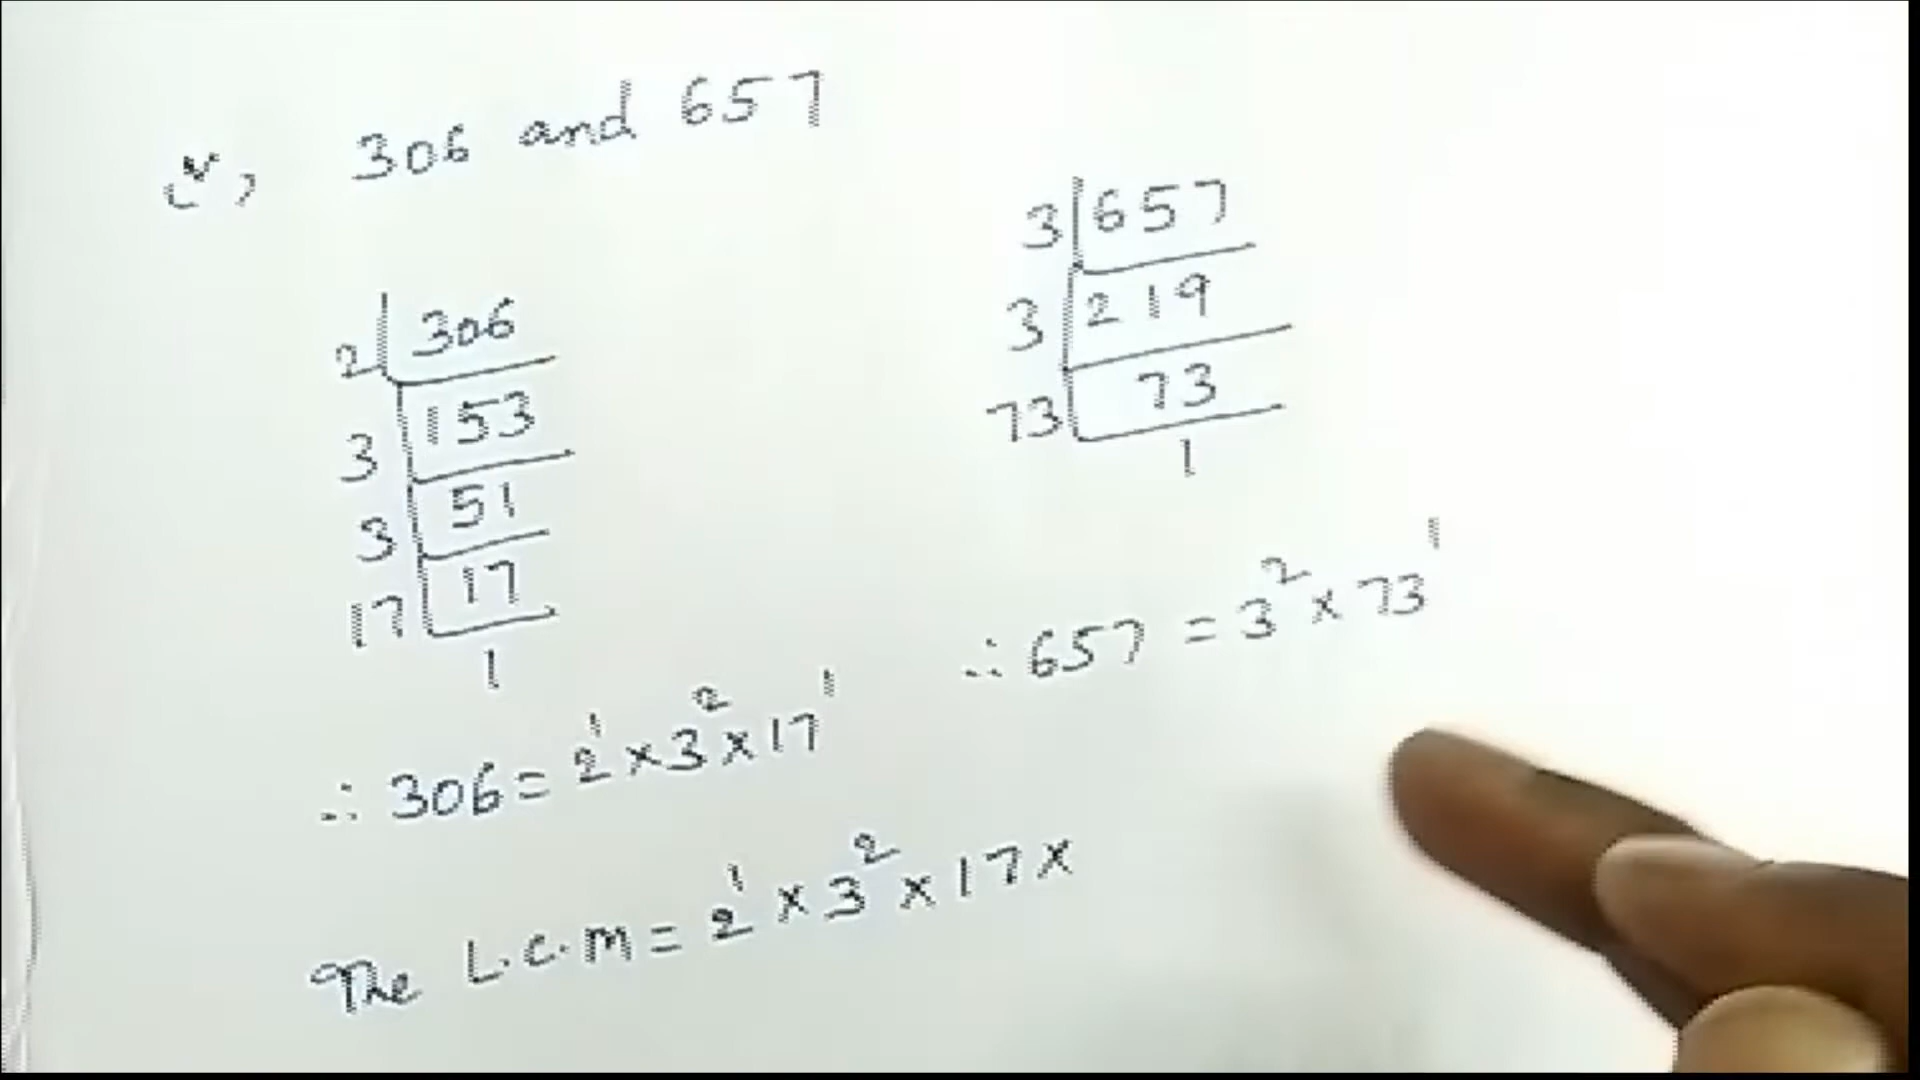 (v) 306 and 657
2 | 306
3 | 153
3 | 51
17 | 17
1
3 | 657
3 | 219
73 | 73
1
∴ 306 = 2¹ × 3² × 17¹
∴ 657 = 3² × 73¹
The L.C.M = 2¹ × 3² × 17 ×